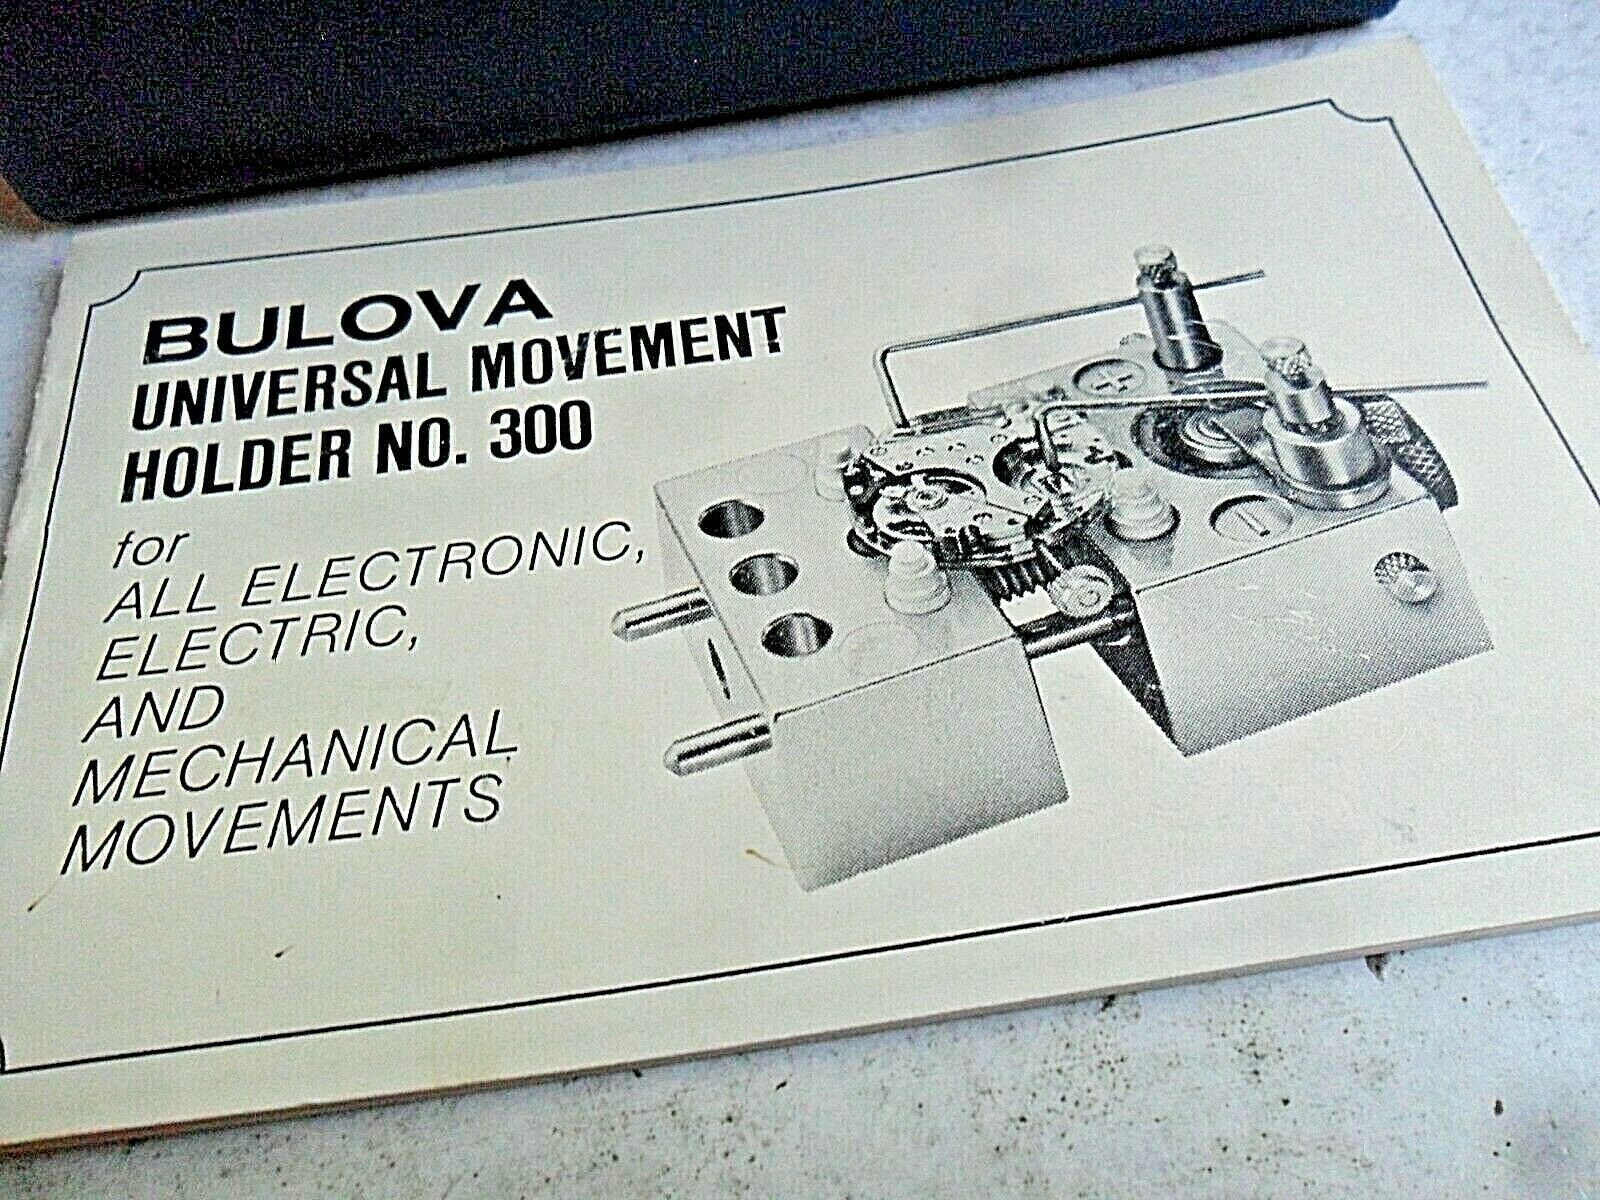 BULOVA
UNIVERSAL MOVEMENT
HOLDER NO. 300
for
ALL ELECTRONIC,
ELECTRIC,
AND
MECHANICAL
MOVEMENTS